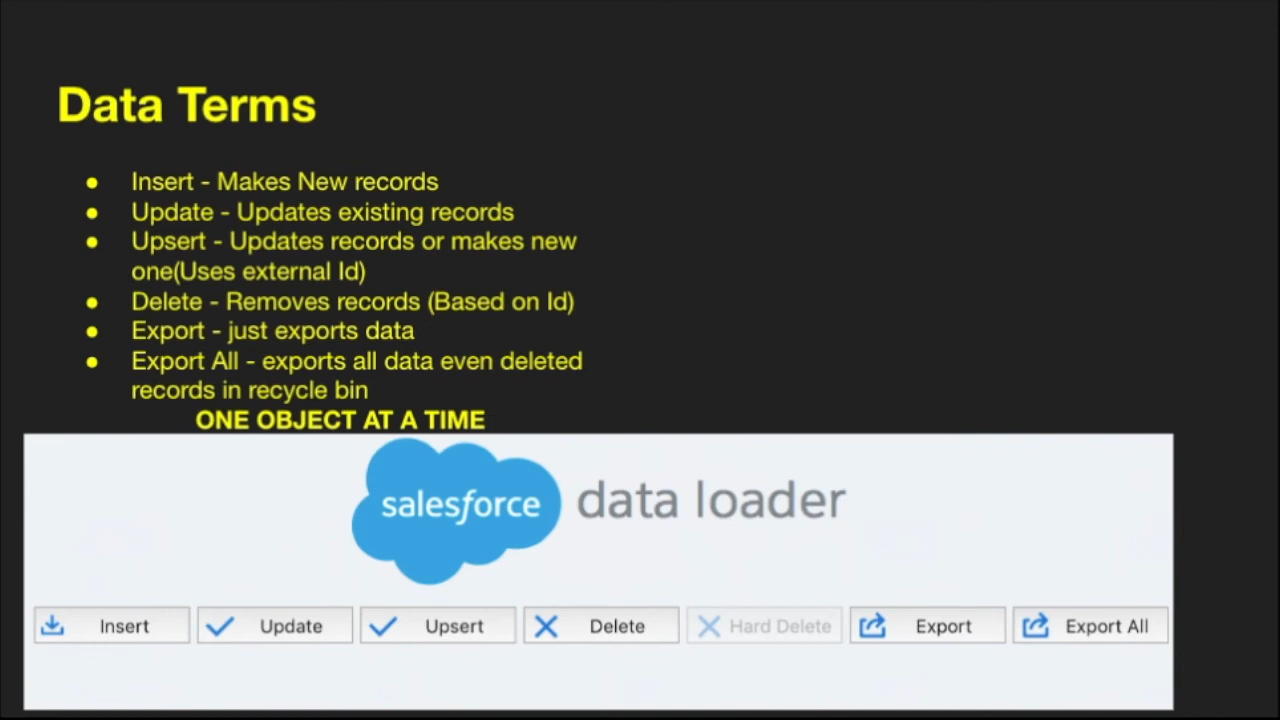 Data Terms
● Insert - Makes New records
● Update - Updates existing records
● Upsert - Updates records or makes new
one(Uses external Id)
● Delete - Removes records (Based on Id)
● Export - just exports data
● Export All - exports all data even deleted
records in recycle bin
ONE OBJECT AT A TIME
salesforce data loader
Insert Update Upsert Delete Hard Delete Export Export All